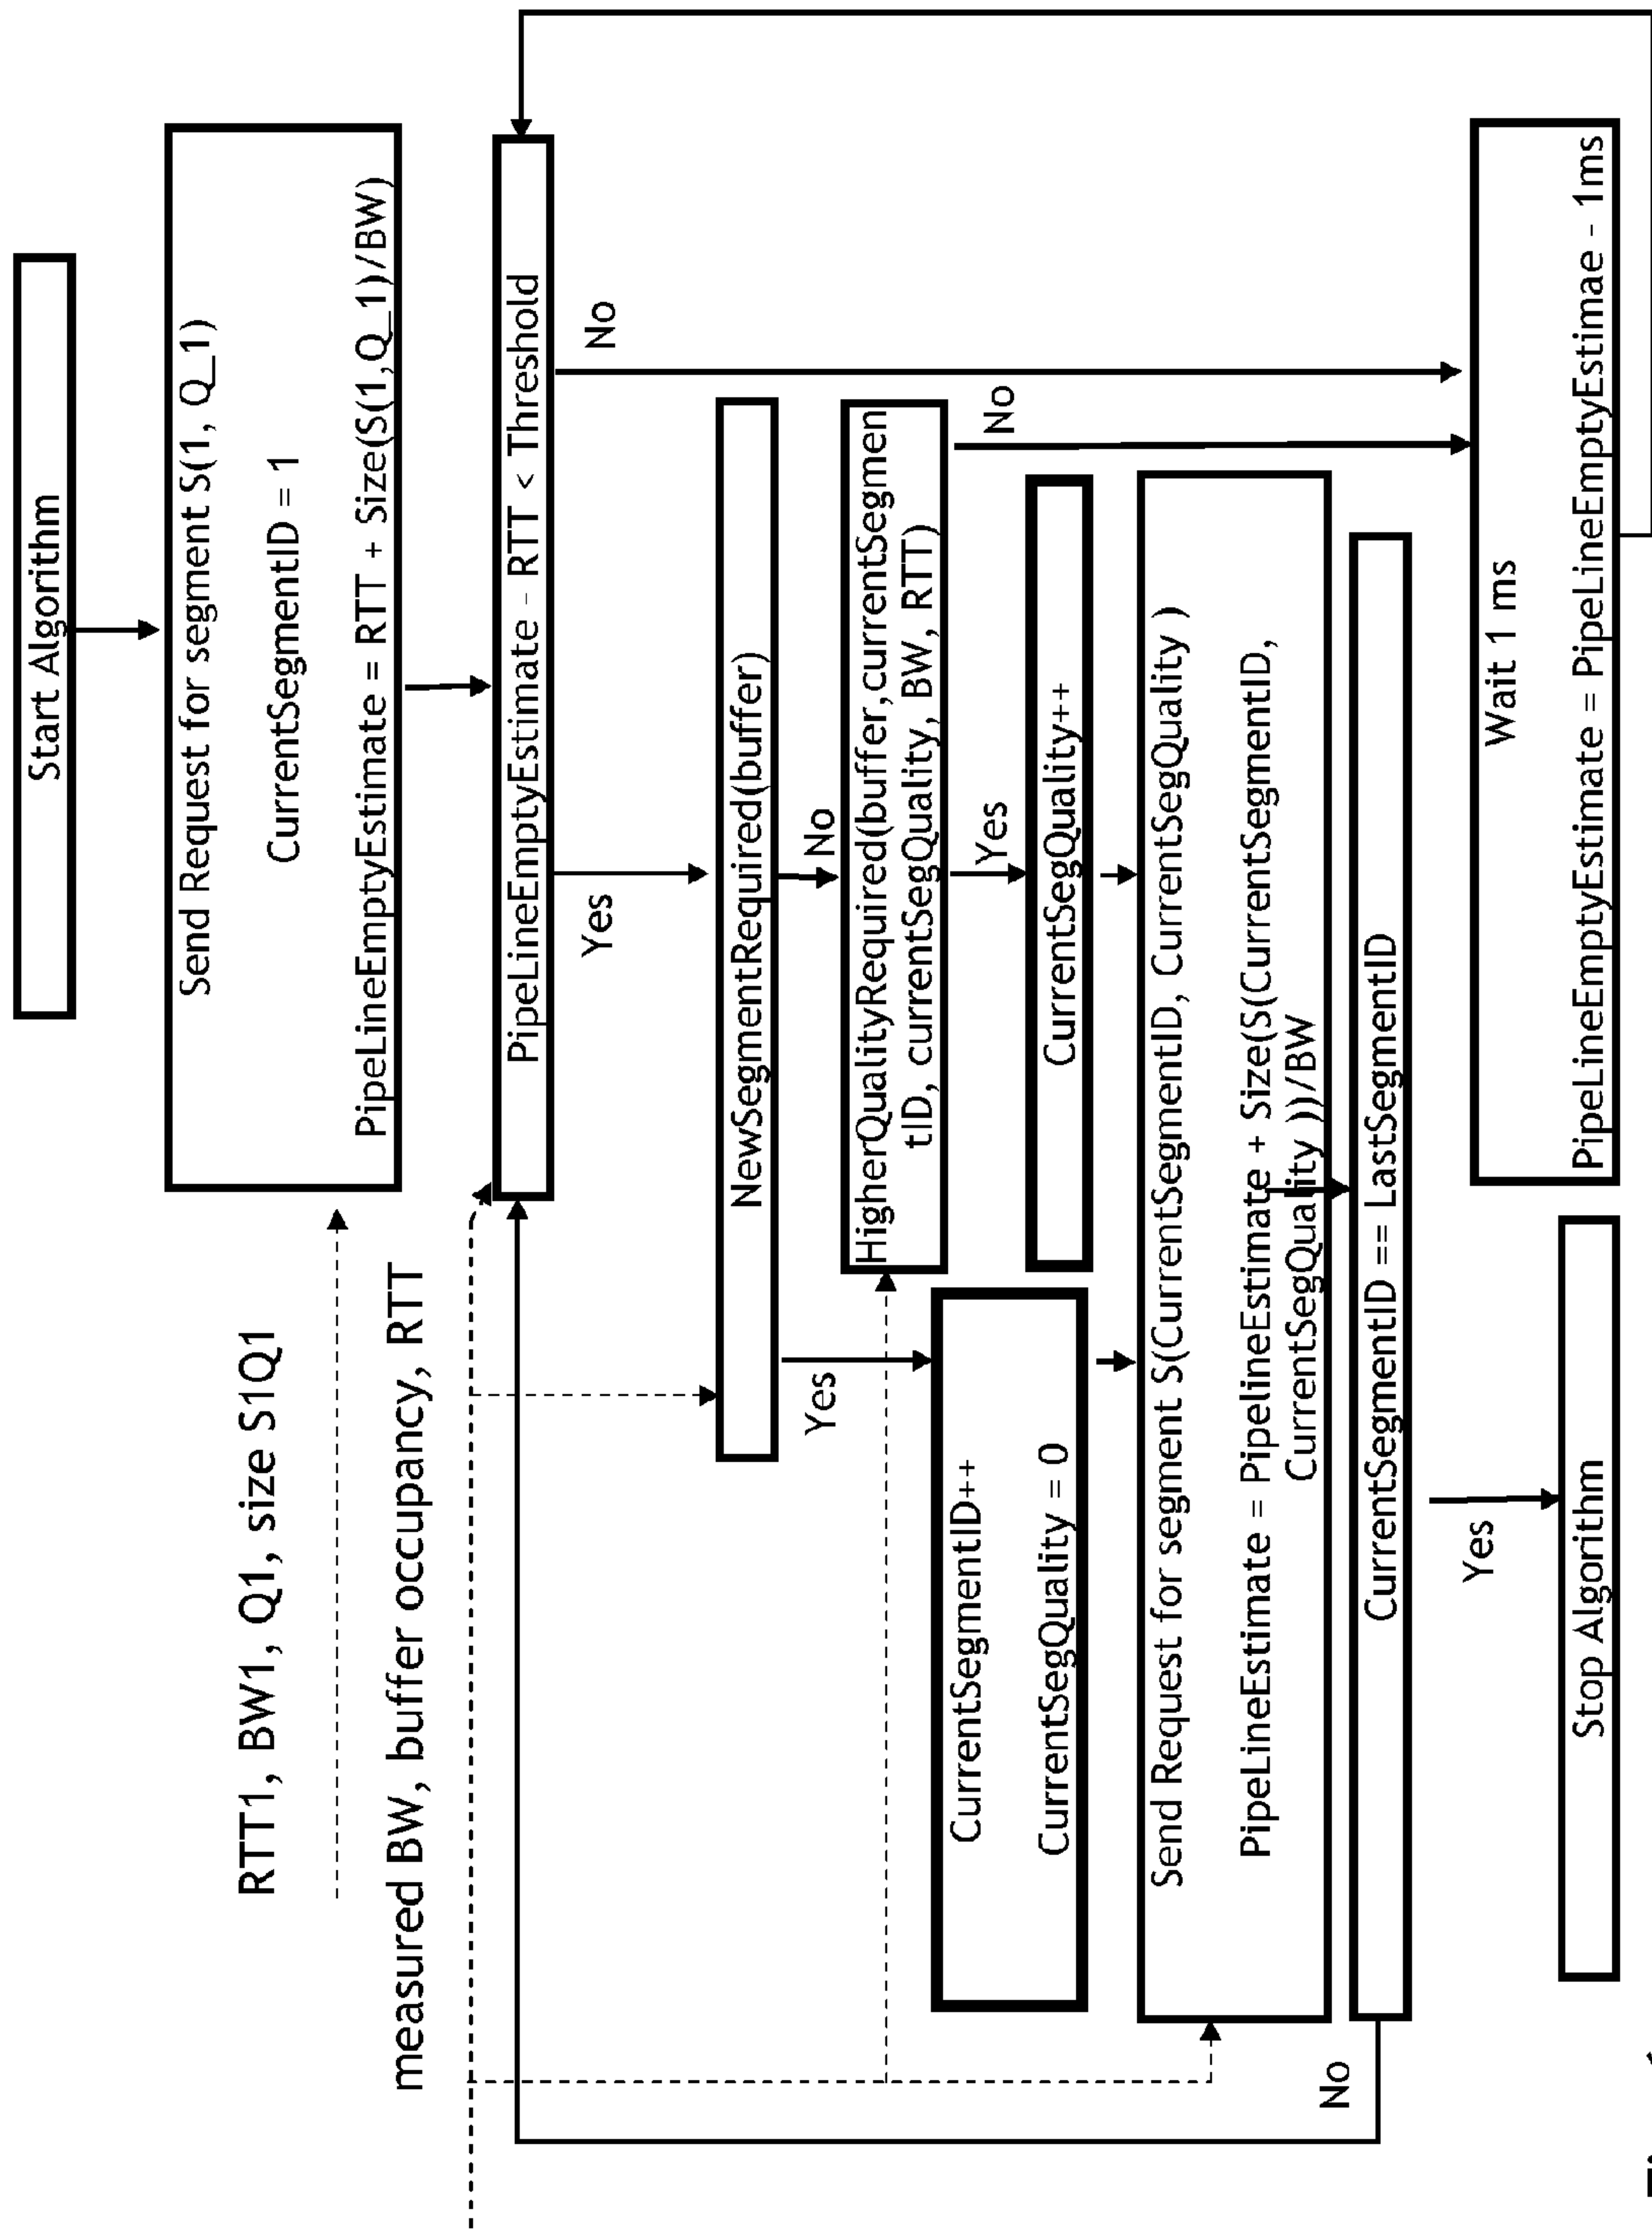 Start Algorithm
RTT1, BW1, Q1, size S1Q1
Send Request for segment S(1, Q_1)
CurrentSegmentID = 1
PipeLineEmptyEstimate = RTT + Size(S(1,Q_1)/BW)
measured BW, buffer occupancy, RTT
PipeLineEmptyEstimate - RTT < Threshold
Yes
No
NewSegmentRequired(buffer)
Yes
No
HigherQualityRequired(buffer,currentSegmen
tID, currentSegQuality, BW, RTT)
Yes
No
CurrentSegmentID++
CurrentSegQuality = 0
CurrentSegQuality++
Send Request for segment S(CurrentSegmentID, CurrentSegQuality )
PipeLineEstimate = PipelineEstimate + Size(S(CurrentSegmentID,
CurrentSegQuality ))/BW
No
CurrentSegmentID == LastSegmentID
Yes
Stop Algorithm
Wait 1 ms
PipeLineEmptyEstimate = PipeLineEmptyEstimae - 1ms